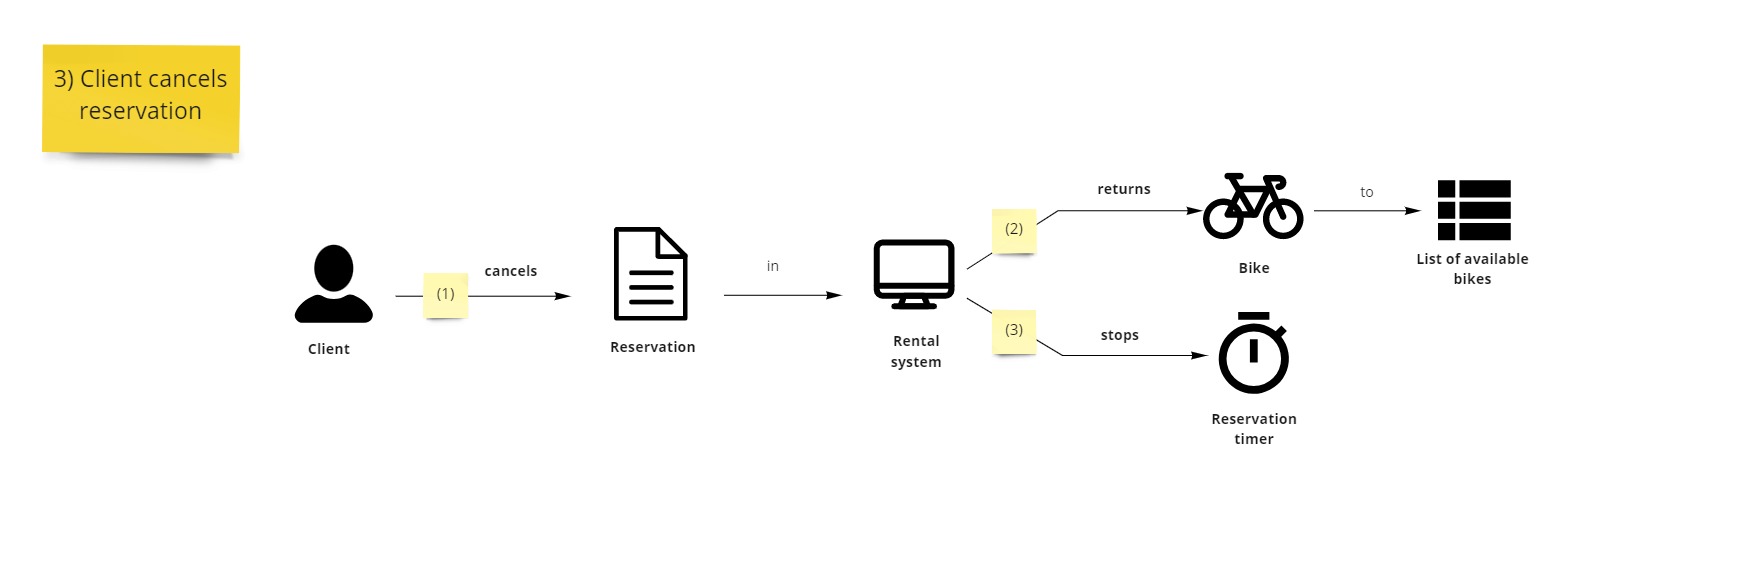 3) Client cancels
reservation
(1)
cancels
Client
in
Reservation
Rental
system
(2)
returns
Bike
to
List of available
bikes
(3)
stops
Reservation
timer